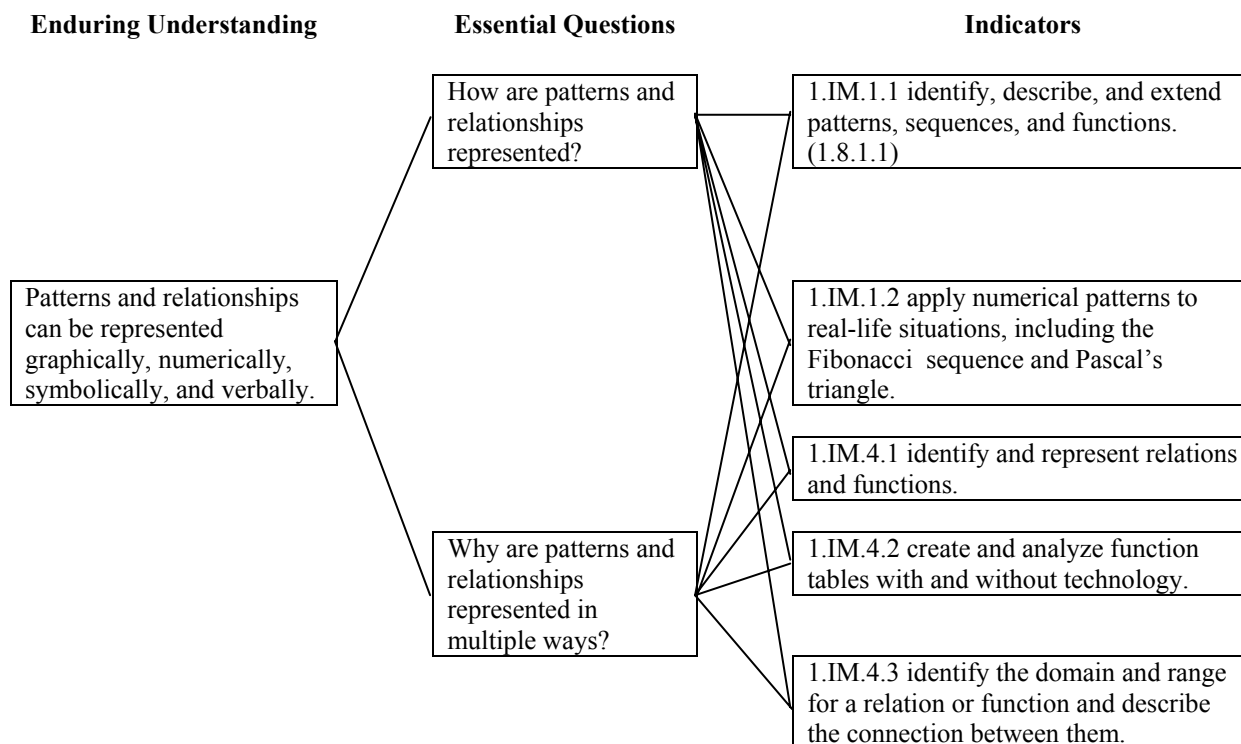 Enduring Understanding
Essential Questions
Indicators
How are patterns and
relationships
represented?
1.IM.1.1 identify, describe, and extend
patterns, sequences, and functions.
(1.8.1.1)
Patterns and relationships
can be represented
graphically, numerically,
symbolically, and verbally.
1.IM.1.2 apply numerical patterns to
real-life situations, including the
Fibonacci sequence and Pascal’s
triangle.
1.IM.4.1 identify and represent relations
and functions.
Why are patterns and
relationships
represented in
multiple ways?
1.IM.4.2 create and analyze function
tables with and without technology.
1.IM.4.3 identify the domain and range
for a relation or function and describe
the connection between them.